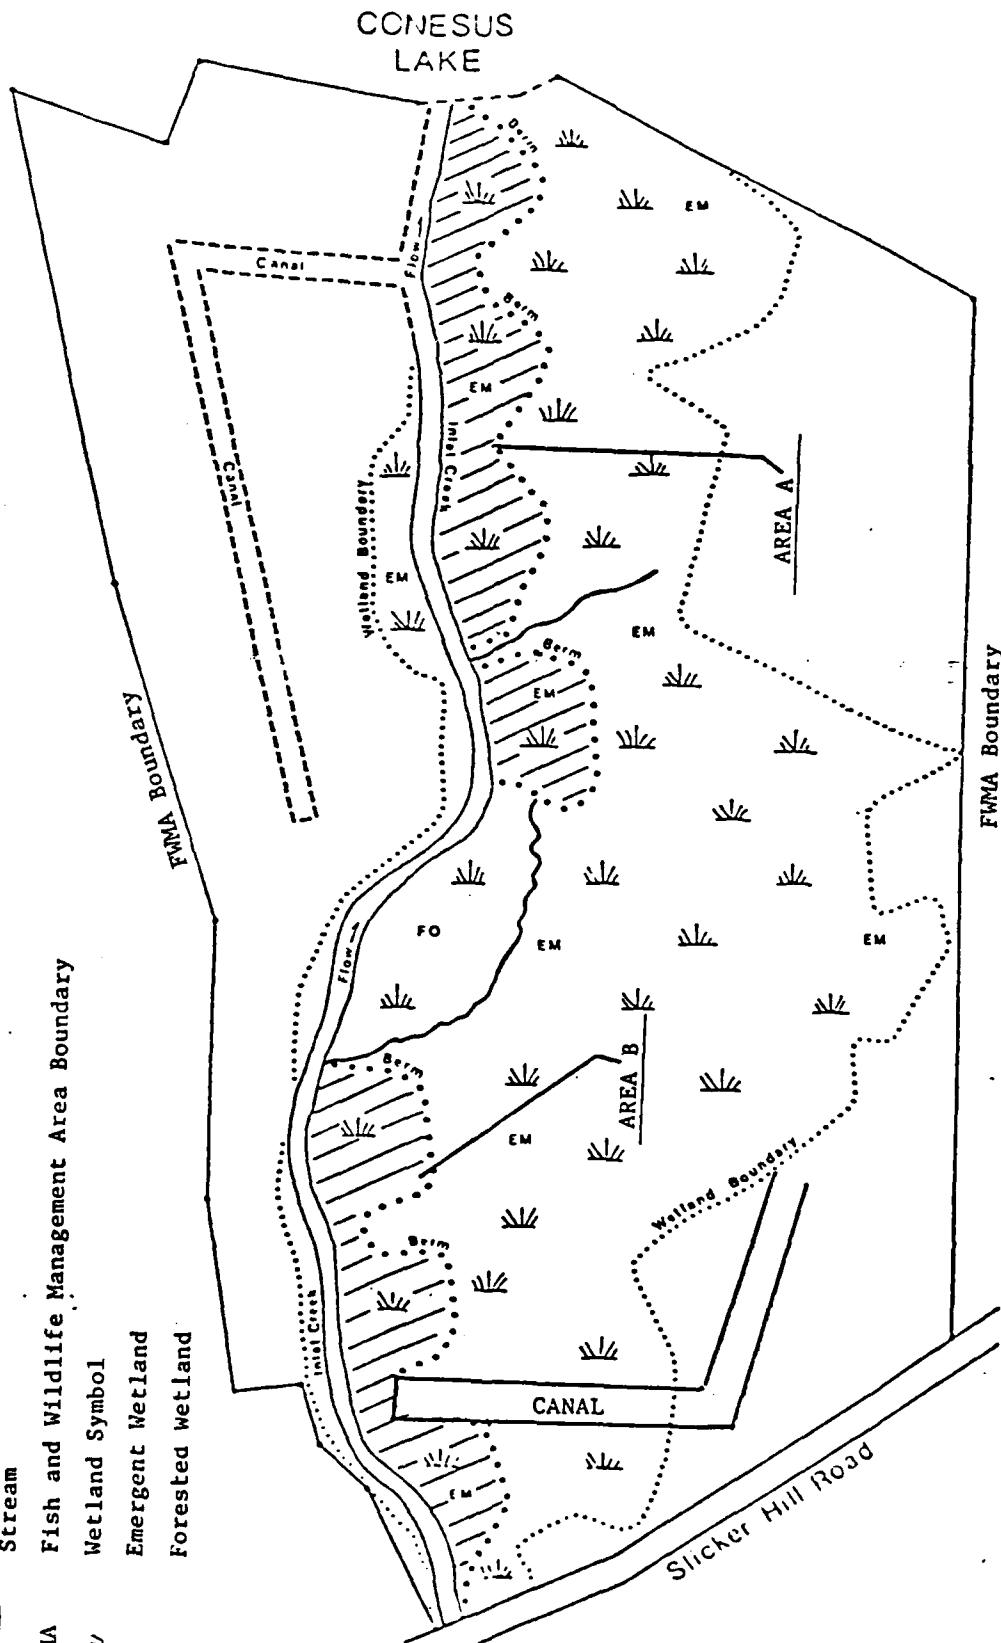 CONESUS
LAKE
Berm
EM
Canal
Flow
Berm
EM
Canal
Inlet Creek
Wetland Boundary
AREA A
EM
EM
Berm
EM
FWMA Boundary
FWMA Boundary
FO
EM
EM
Flow
Berm
AREA B
EM
Wetland Boundary
Berm
Inlet Creek
CANAL
EM
Slicker Hill Road
Stream
Fish and Wildlife Management Area Boundary
Wetland Symbol
Emergent Wetland
Forested Wetland